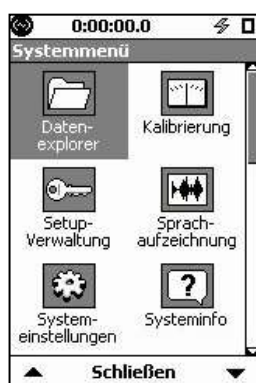 0:00:00.0
Systemmenü
Daten-
explorer
Kalibrierung
Setup-
Verwaltung
Sprach-
aufzeichnung
System-
einstellungen
?
Systeminfo
Schließen